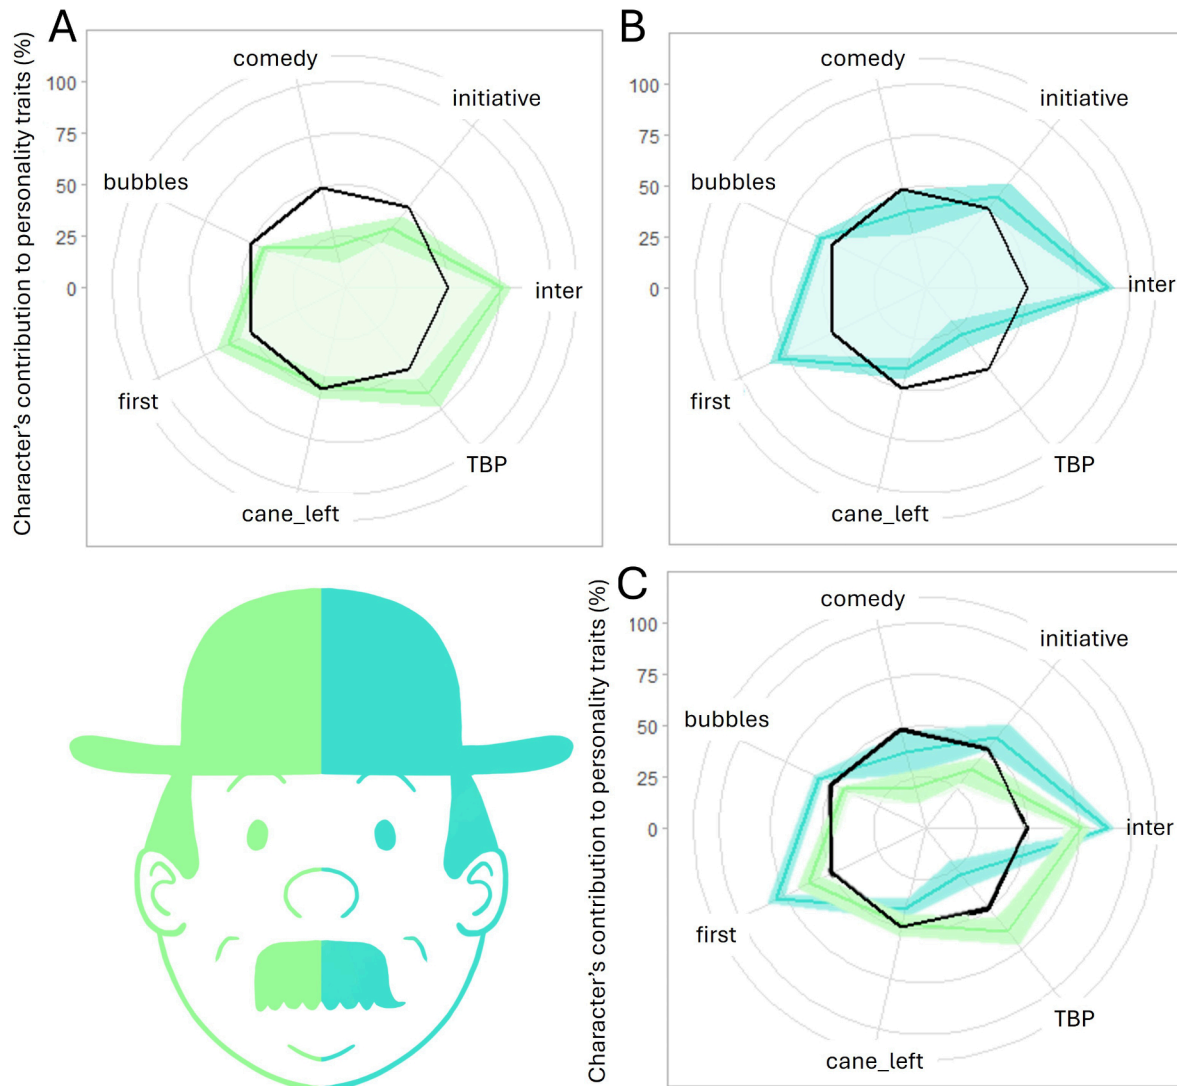 A
Character's contribution to personality traits (%)
100
75
50
25
0
comedy
initiative
bubbles
inter
first
TBP
cane_left
B
100
75
50
25
0
comedy
initiative
bubbles
inter
first
TBP
cane_left
C
Character's contribution to personality traits (%)
100
75
50
25
0
comedy
initiative
bubbles
inter
first
TBP
cane_left